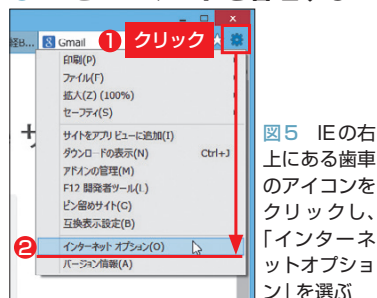 経B...
Gmail
❶ クリック
印刷(P)
ファイル(F)
拡大(Z) (100%)
セーフティ(S)
サイトをアプリ ビューに追加(I)
ダウンロードの表示(N) Ctrl+J
アドオンの管理(M)
F12 開発者ツール(L)
ピン留めサイト(G)
互換表示設定(B)
❷ インターネット オプション(O)
バージョン情報(A)
図5 IEの右
上にある歯車
のアイコンを
クリックし、
「インターネ
ットオプショ
ン」を選ぶ